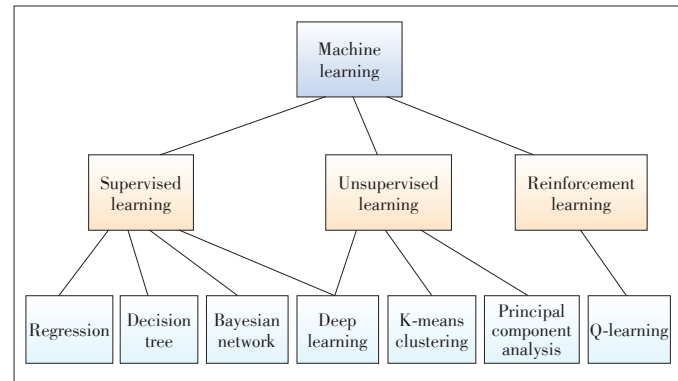 Machine
learning
Supervised
learning
Unsupervised
learning
Reinforcement
learning
Regression
Decision
tree
Bayesian
network
Deep
learning
K-means
clustering
Principal
component
analysis
Q-learning